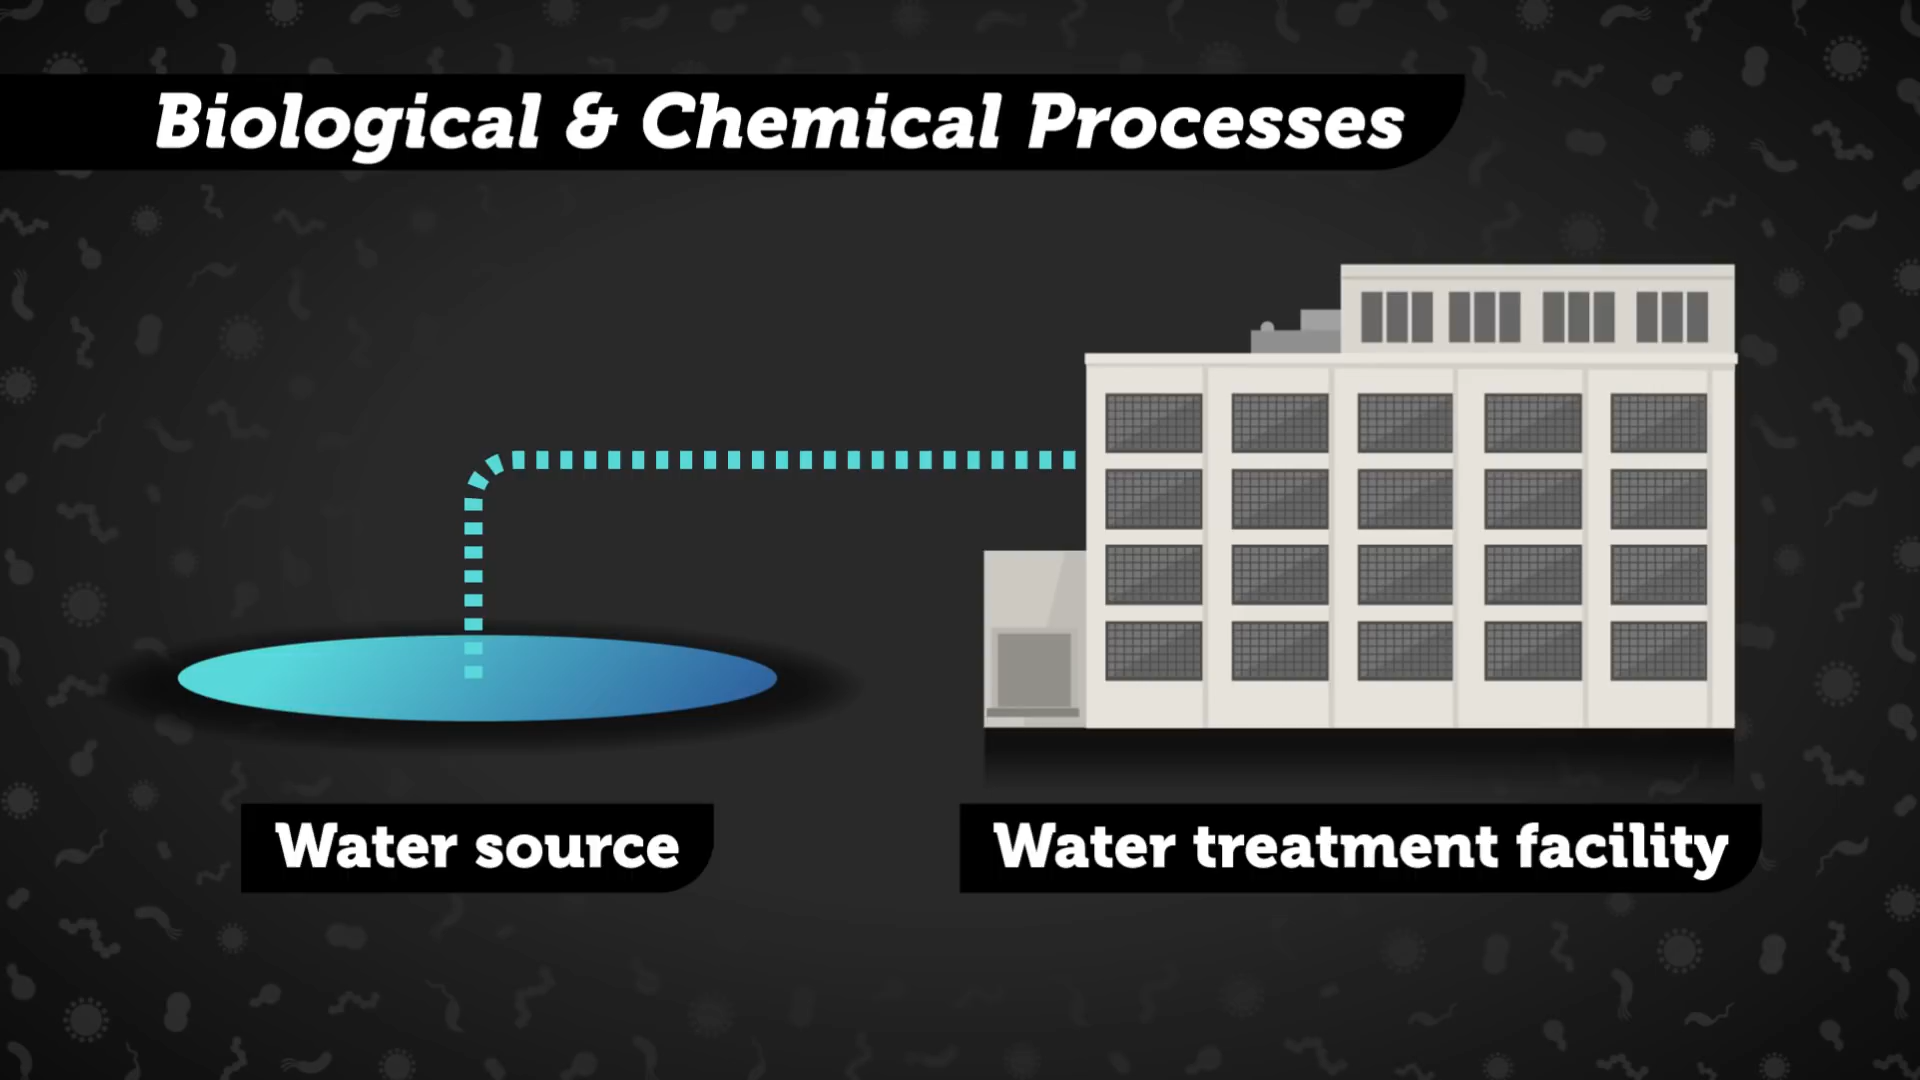 Biological & Chemical Processes
Water source
Water treatment facility